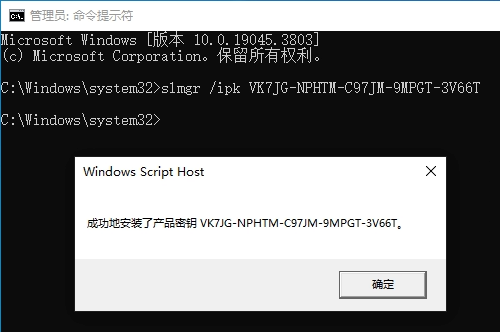 管理员: 命令提示符
Microsoft Windows [版本 10.0.19045.3803]
(c) Microsoft Corporation。保留所有权利。
C:\Windows\system32>slmgr /ipk VK7JG-NPHTM-C97JM-9MPGT-3V66T
C:\Windows\system32>
Windows Script Host
成功地安装了产品密钥 VK7JG-NPHTM-C97JM-9MPGT-3V66T。
确定